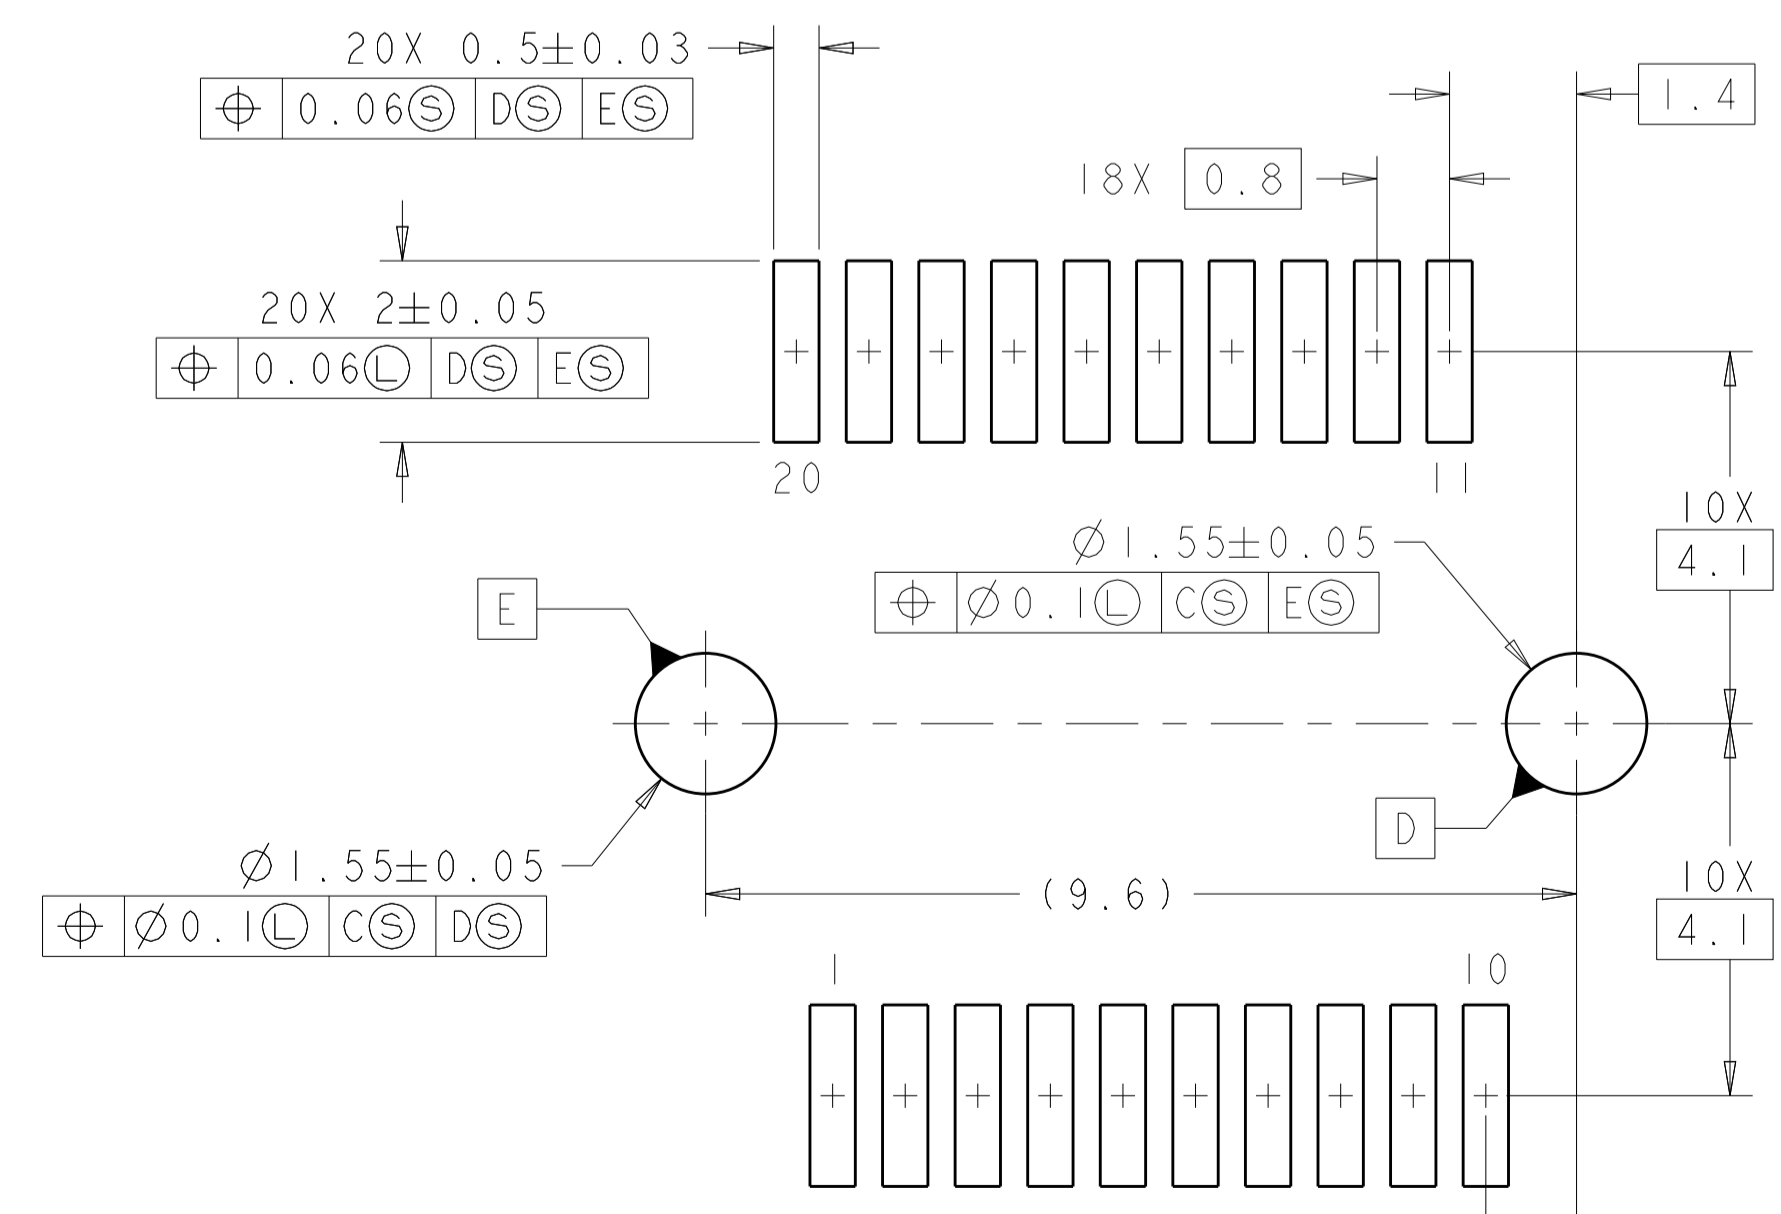 20X 0.5±0.03
⌖ 0.06Ⓢ DⓈ EⓈ
1.4
18X 0.8
20X 2±0.05
⌖ 0.06Ⓛ DⓈ EⓈ
20
11
10X
4.1
Ø1.55±0.05
⌖ Ø0.1Ⓛ CⓈ EⓈ
E
D
Ø1.55±0.05
⌖ Ø0.1Ⓛ CⓈ DⓈ
(9.6)
10X
4.1
1
10